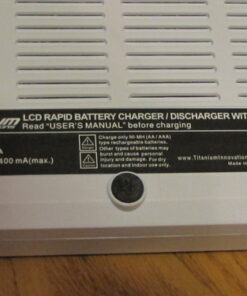 LCD RAPID BATTERY CHARGER / DISCHARGER WIT
Read "USER'S MANUAL" before charging
Charge only Ni-MH (AA / AAA)
type rechargeable batteries.
Other types of batteries may
burst and cause personal
injury and damage. For dry
location and indoor use only.
400 mA(max.)
www.TitaniumInnovation